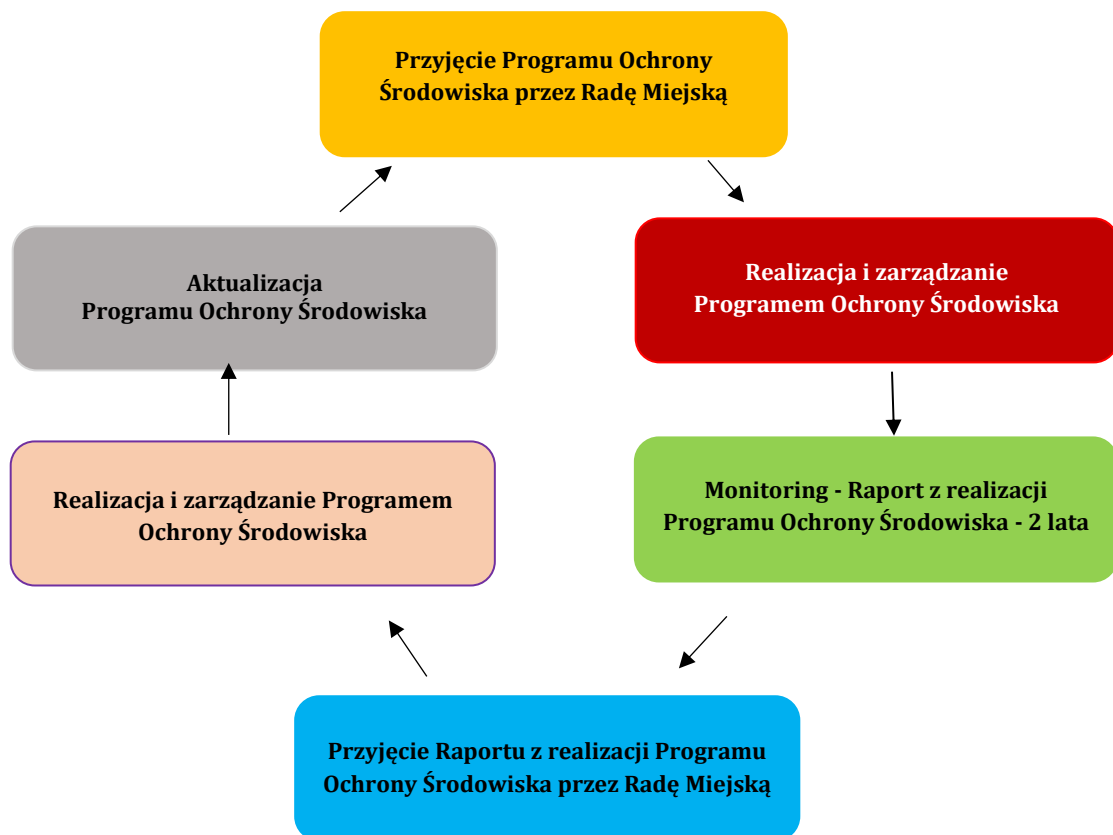 Przyjęcie Programu Ochrony
Środowiska przez Radę Miejską
Realizacja i zarządzanie
Programem Ochrony Środowiska
Monitoring - Raport z realizacji
Programu Ochrony Środowiska - 2 lata
Przyjęcie Raportu z realizacji Programu
Ochrony Środowiska przez Radę Miejską
Realizacja i zarządzanie Programem
Ochrony Środowiska
Aktualizacja
Programu Ochrony Środowiska